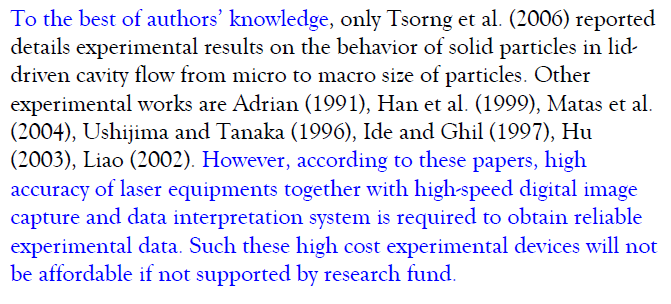 To the best of authors' knowledge, only Tsorng et al. (2006) reported
details experimental results on the behavior of solid particles in lid-
driven cavity flow from micro to macro size of particles. Other
experimental works are Adrian (1991), Han et al. (1999), Matas et al.
(2004), Ushijima and Tanaka (1996), Ide and Ghil (1997), Hu
(2003), Liao (2002). However, according to these papers, high
accuracy of laser equipments together with high-speed digital image
capture and data interpretation system is required to obtain reliable
experimental data. Such these high cost experimental devices will not
be affordable if not supported by research fund.